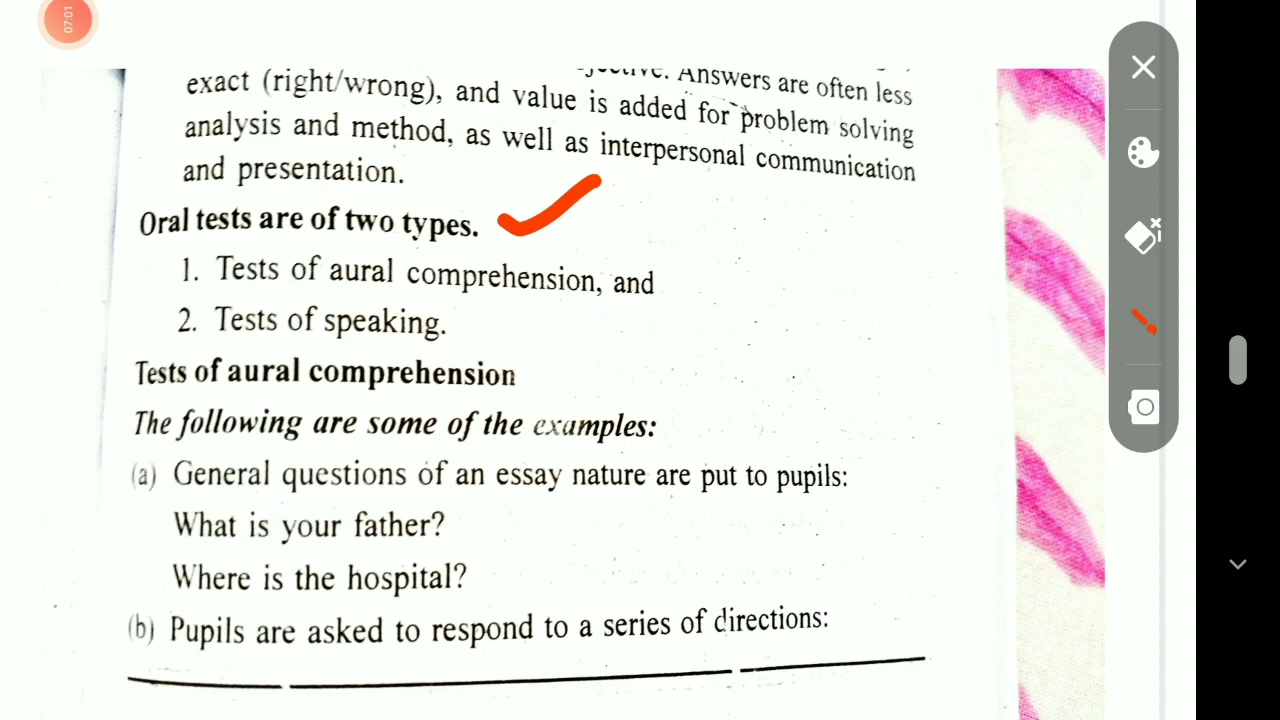 07:01
jective. Answers are often less
exact (right/wrong), and value is added for problem solving
analysis and method, as well as interpersonal communication
and presentation.
Oral tests are of two types.
1. Tests of aural comprehension, and
2. Tests of speaking.
Tests of aural comprehension
The following are some of the examples:
(a) General questions of an essay nature are put to pupils:
What is your father?
Where is the hospital?
(b) Pupils are asked to respond to a series of directions: